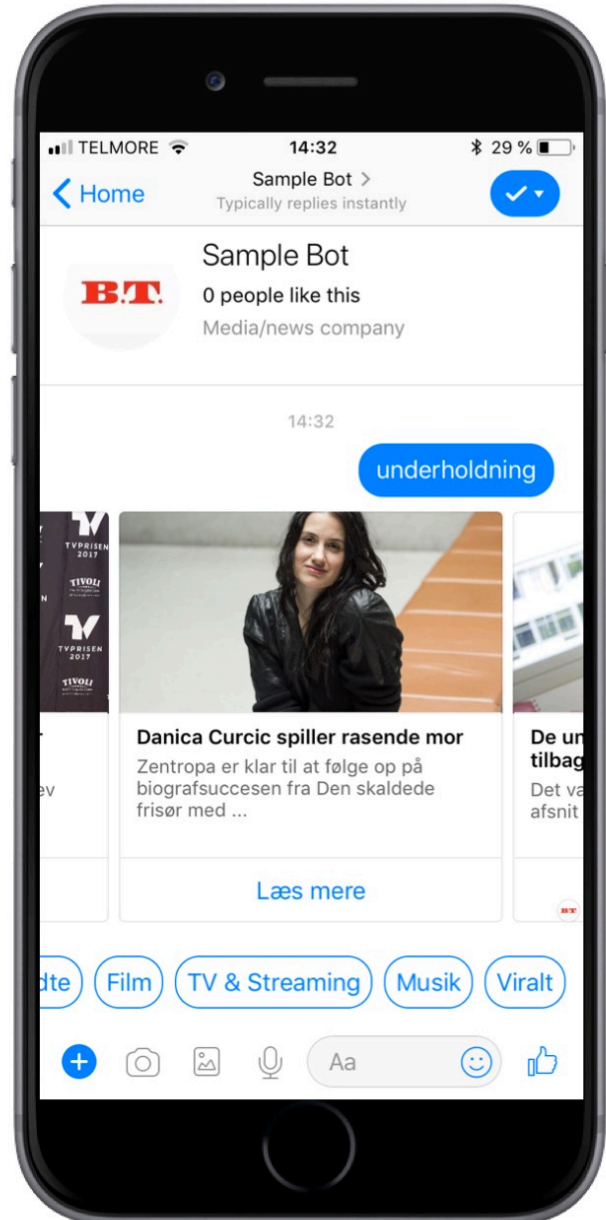 TELMORE 14:32 29 %
Home
Sample Bot >
Typically replies instantly
B.T.
Sample Bot
0 people like this
Media/news company
14:32
underholdning
TVPRISEN
2017
TIVOLI
TVPRISEN
2017
TIVOLI
Danica Curcic spiller rasende mor
Zentropa er klar til at følge op på
biografsuccesen fra Den skaldede
frisør med ...
Læs mere
De un
tilbag
Det va
afsnit
B.T.
ev
dte
Film
TV & Streaming
Musik
Viralt
Aa